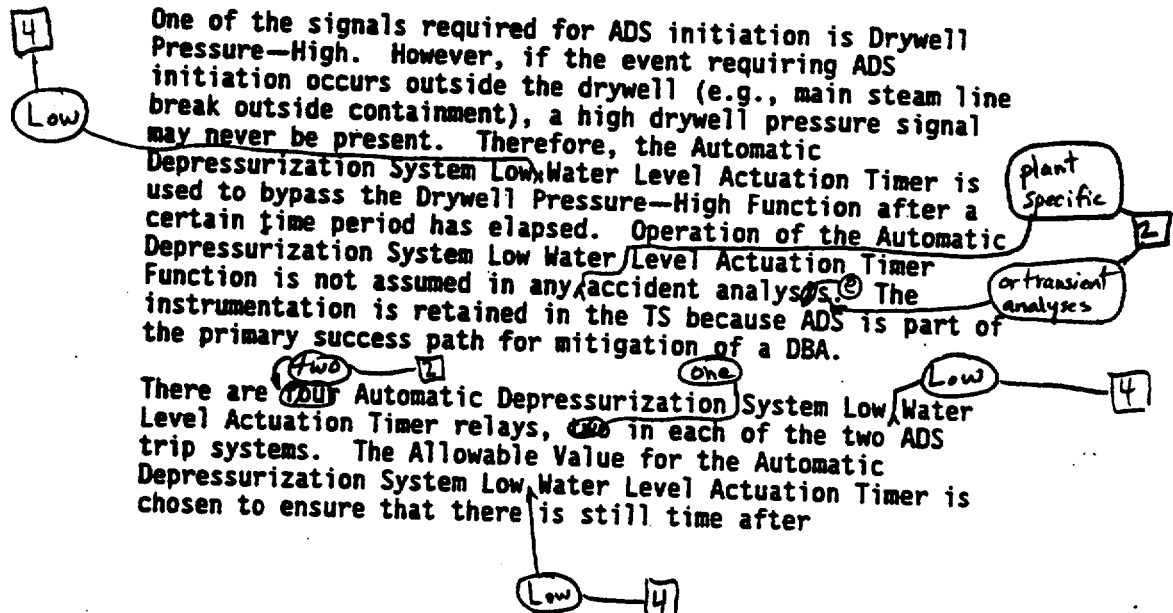 4
Low
One of the signals required for ADS initiation is Drywell
Pressure—High. However, if the event requiring ADS
initiation occurs outside the drywell (e.g., main steam line
break outside containment), a high drywell pressure signal
may never be present. Therefore, the Automatic
Depressurization System Low Water Level Actuation Timer is
used to bypass the Drywell Pressure—High Function after a
certain time period has elapsed. Operation of the Automatic
Depressurization System Low Water Level Actuation Timer
Function is not assumed in any accident analysis. The
instrumentation is retained in the TS because ADS is part of
the primary success path for mitigation of a DBA.
plant
specific
2
or transient
analyses
e
two
2
one
Low
4
There are four Automatic Depressurization System Low Water
Level Actuation Timer relays, two in each of the two ADS
trip systems. The Allowable Value for the Automatic
Depressurization System Low Water Level Actuation Timer is
chosen to ensure that there is still time after
Low
4